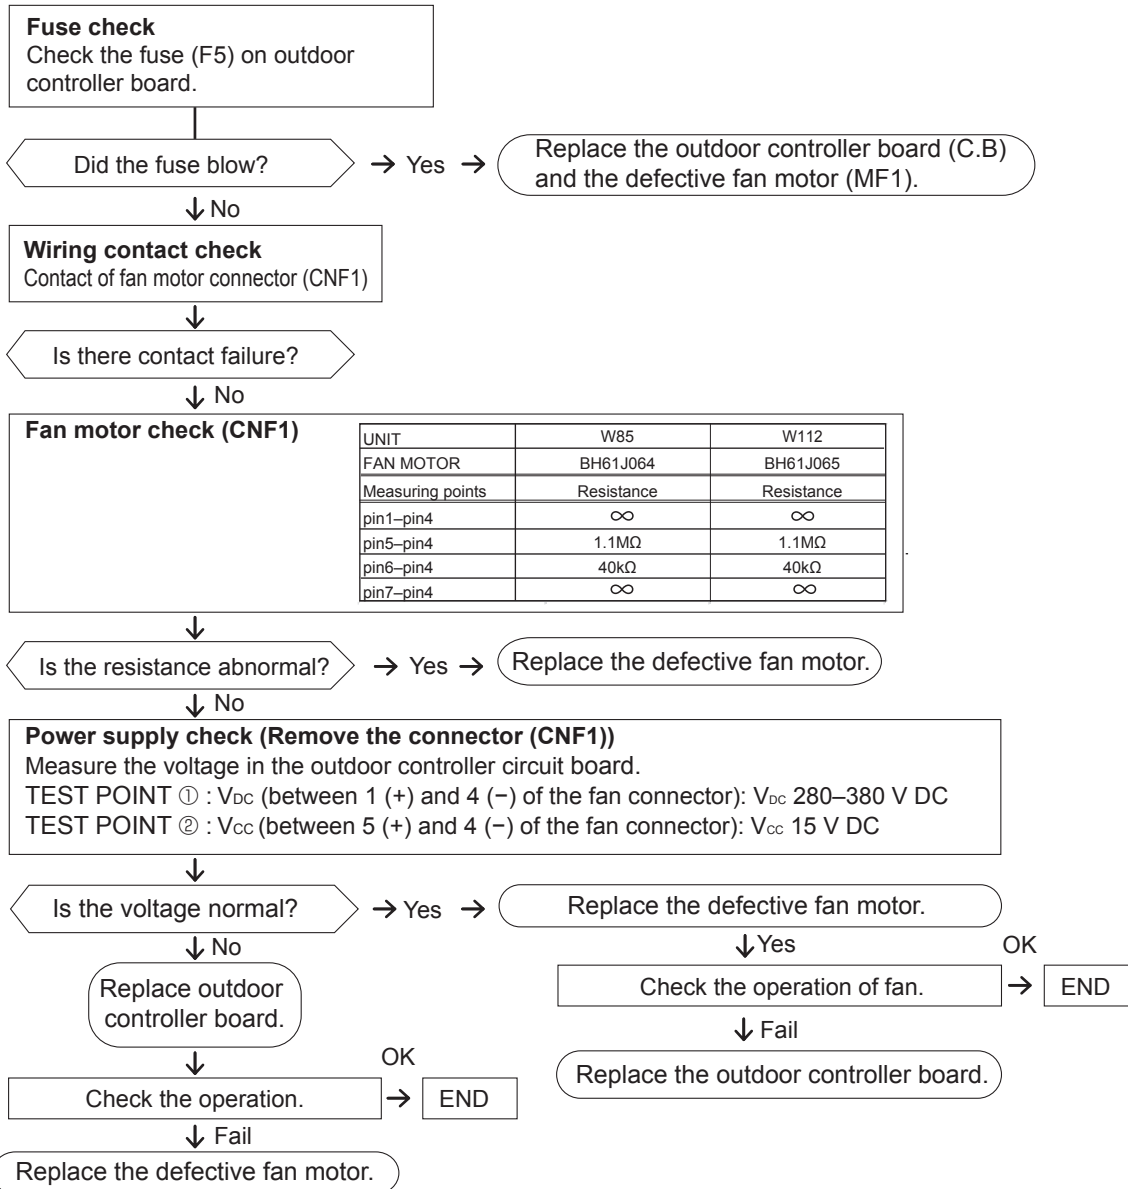 Fuse check
Check the fuse (F5) on outdoor
controller board.
Did the fuse blow?
→ Yes →
Replace the outdoor controller board (C.B)
and the defective fan motor (MF1).
↓ No
Wiring contact check
Contact of fan motor connector (CNF1)
Is there contact failure?
↓ No
Fan motor check (CNF1)
UNIT W85 W112
FAN MOTOR BH61J064 BH61J065
Measuring points Resistance Resistance
pin1–pin4 ∞ ∞
pin5–pin4 1.1MΩ 1.1MΩ
pin6–pin4 40kΩ 40kΩ
pin7–pin4 ∞ ∞
Is the resistance abnormal?
→ Yes →
Replace the defective fan motor.
↓ No
Power supply check (Remove the connector (CNF1))
Measure the voltage in the outdoor controller circuit board.
TEST POINT ① : VDC (between 1 (+) and 4 (−) of the fan connector): VDC 280–380 V DC
TEST POINT ② : VCC (between 5 (+) and 4 (−) of the fan connector): VCC 15 V DC
Is the voltage normal?
→ Yes →
Replace the defective fan motor.
↓ Yes
Check the operation of fan.
OK
→
END
↓ Fail
Replace the outdoor controller board.
↓ No
Replace outdoor
controller board.
Check the operation.
OK
→
END
↓ Fail
Replace the defective fan motor.